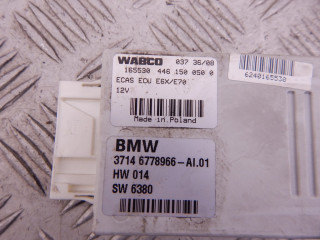 WABCO 037 36/08
165530 446 150 050 0
ECAS ECU E6X/E70
12V
Made in Poland
6240165530
BMW
3714 6778966-AI.01
HW 014
SW 6380